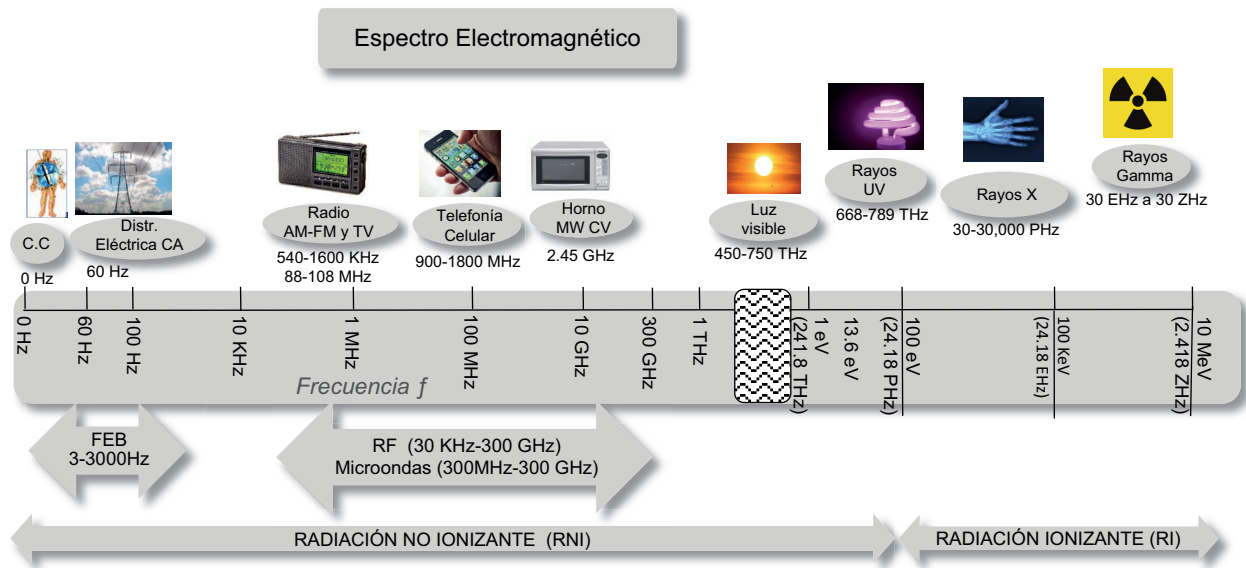 Espectro Electromagnético
C.C
0 Hz
Distr.
Eléctrica CA
60 Hz
Radio
AM-FM y TV
540-1600 KHz
88-108 MHz
Telefonía
Celular
900-1800 MHz
Horno
MW CV
2.45 GHz
Luz
visible
450-750 THz
Rayos
UV
668-789 THz
Rayos X
30-30,000 PHz
Rayos
Gamma
30 EHz a 30 ZHz
0 Hz
60 Hz
100 Hz
10 KHz
1 MHz
100 MHz
10 GHz
300 GHz
1 THz
1 eV
(241.8 THz)
13.6 eV
100 eV
(24.18 PHz)
100 KeV
(24.18 EHz)
10 MeV
(2.418 ZHz)
Frecuencia ƒ
FEB
3-3000Hz
RF (30 KHz-300 GHz)
Microondas (300MHz-300 GHz)
RADIACIÓN NO IONIZANTE (RNI)
RADIACIÓN IONIZANTE (RI)